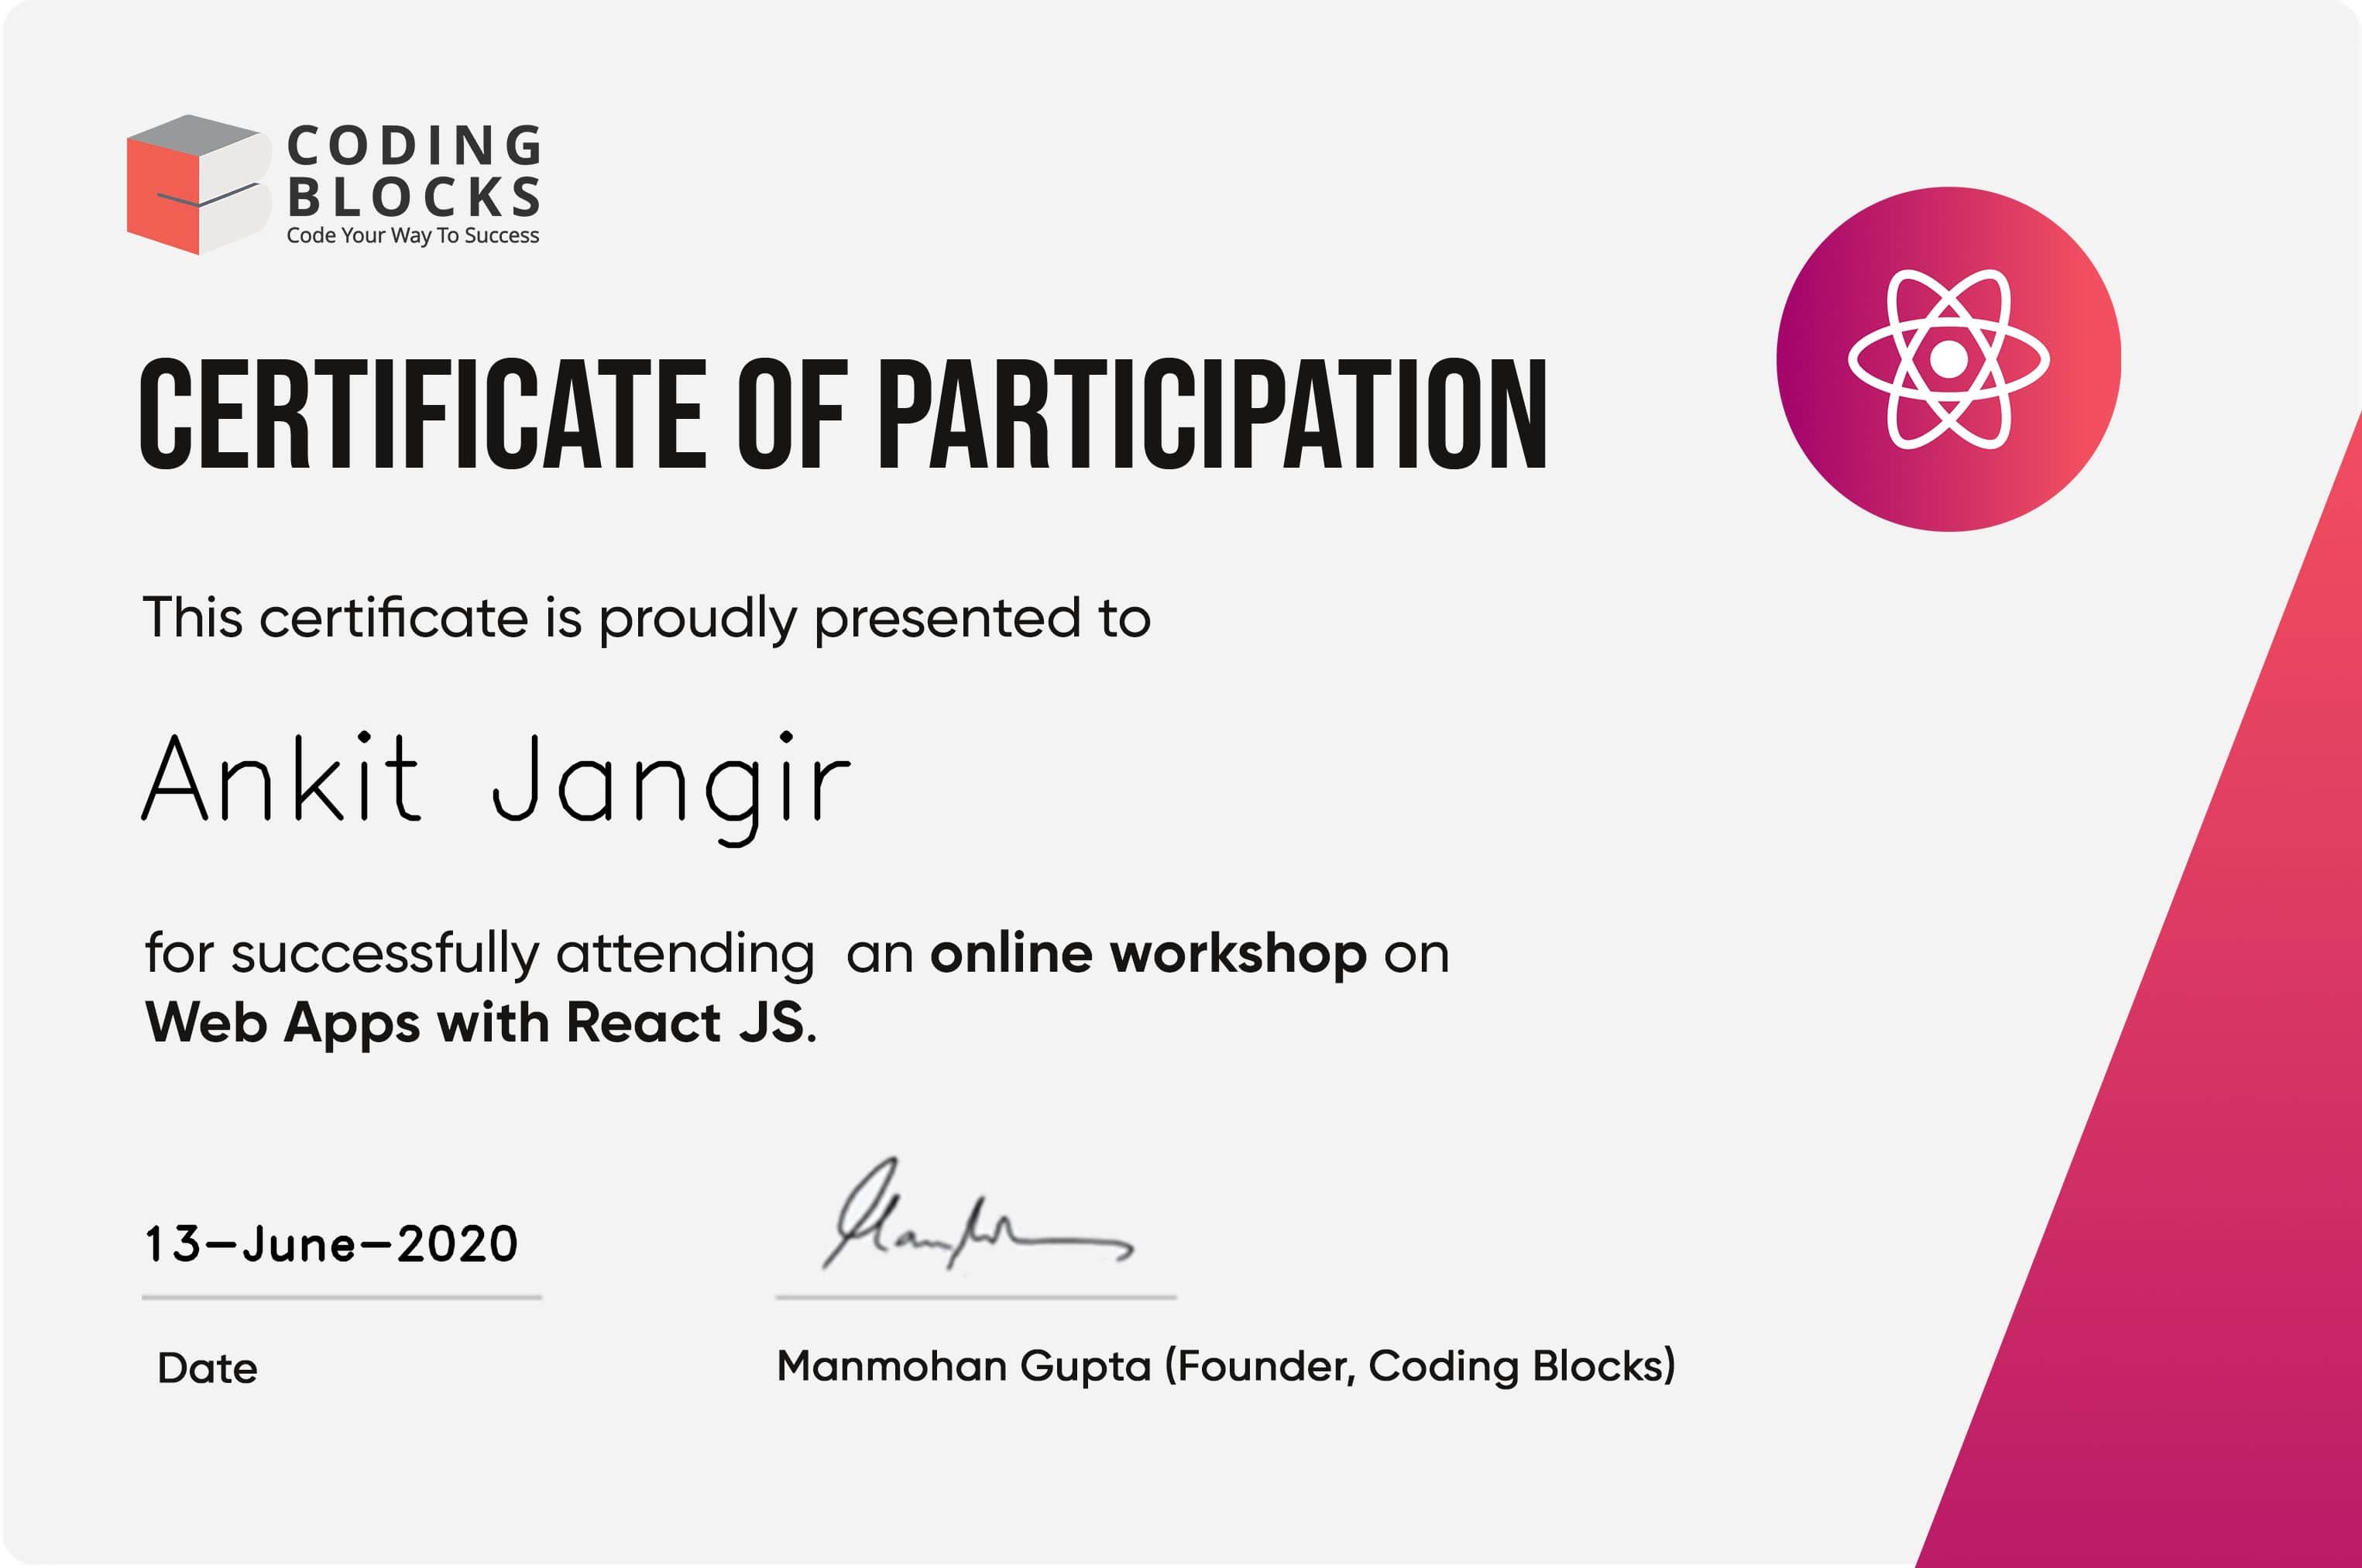 CODING
BLOCKS
Code Your Way To Success
CERTIFICATE OF PARTICIPATION
This certificate is proudly presented to
Ankit Jangir
for successfully attending an online workshop on
Web Apps with React JS.
13-June-2020
Date
Manmohan Gupta (Founder, Coding Blocks)